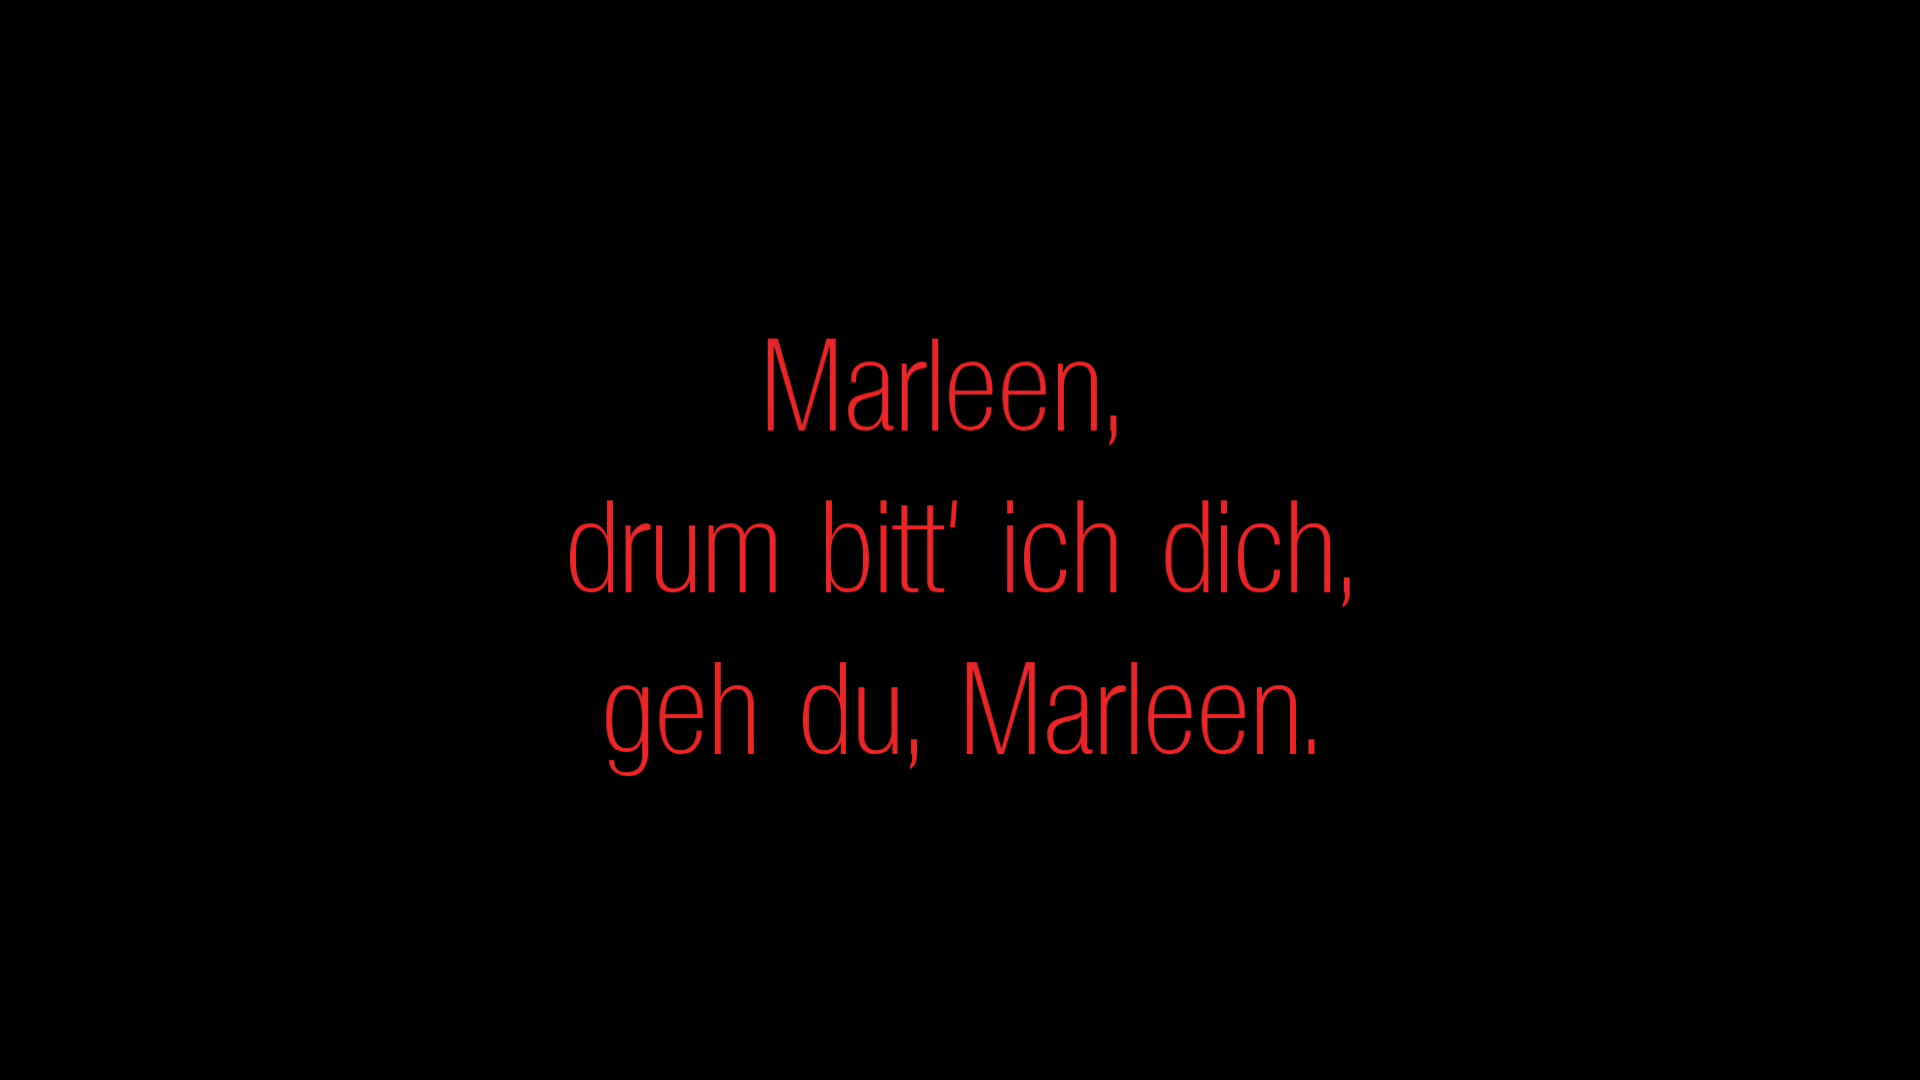 Marleen,
drum bitt' ich dich,
geh du, Marleen.